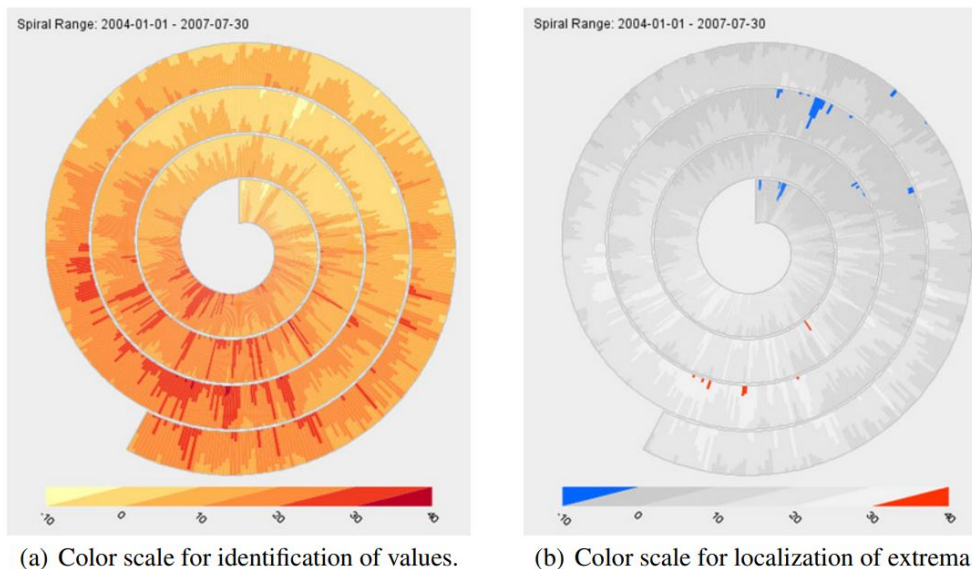 Spiral Range: 2004-01-01 - 2007-07-30
-10 0 10 20 30 40
(a) Color scale for identification of values.
Spiral Range: 2004-01-01 - 2007-07-30
-10 0 10 20 30 40
(b) Color scale for localization of extrema